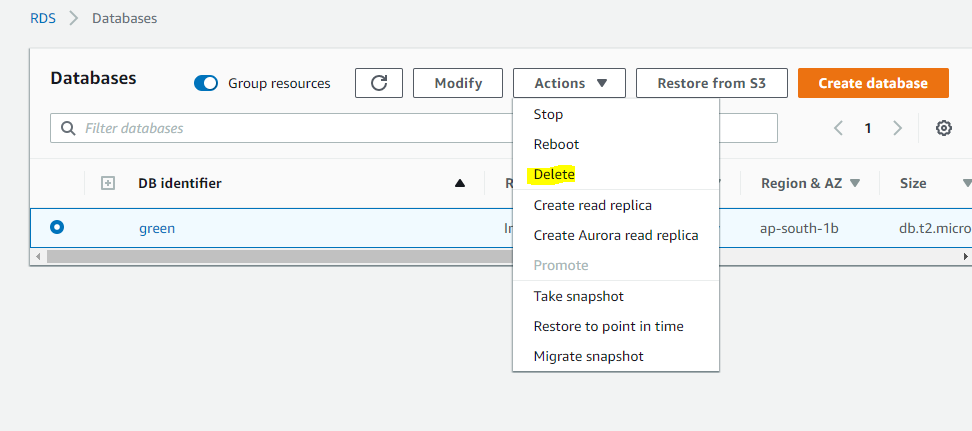 RDS > Databases
Databases Group resources Modify Actions Restore from S3 Create database
Filter databases 1
Stop
Reboot
Delete
DB identifier Region & AZ Size
Create read replica
green ap-south-1b db.t2.micro
Create Aurora read replica
Promote
Take snapshot
Restore to point in time
Migrate snapshot